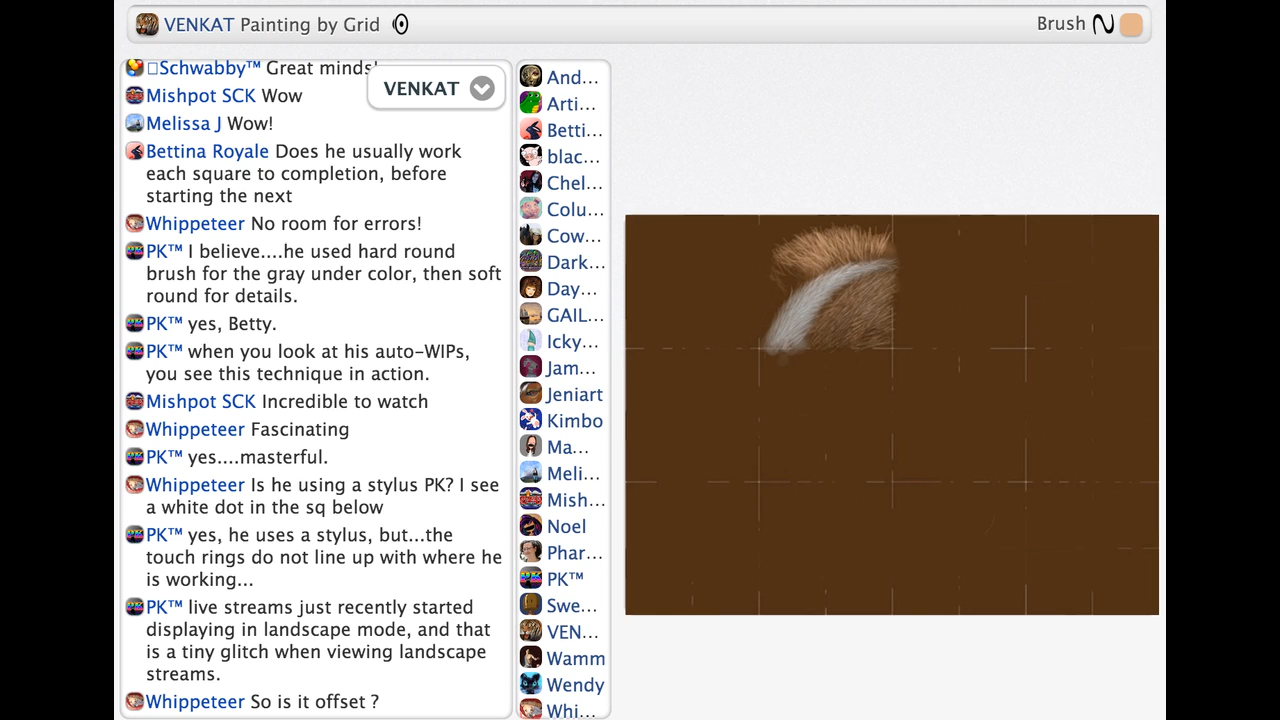 VENKAT Painting by Grid
Brush
Schwabby™ Great minds!
VENKAT
Mishpot SCK Wow
Melissa J Wow!
Bettina Royale Does he usually work
each square to completion, before
starting the next
Whippeteer No room for errors!
PK™ I believe....he used hard round
brush for the gray under color, then soft
round for details.
PK™ yes, Betty.
PK™ when you look at his auto-WIPs,
you see this technique in action.
Mishpot SCK Incredible to watch
Whippeteer Fascinating
PK™ yes....masterful.
Whippeteer Is he using a stylus PK? I see
a white dot in the sq below
PK™ yes, he uses a stylus, but...the
touch rings do not line up with where he
is working...
PK™ live streams just recently started
displaying in landscape mode, and that
is a tiny glitch when viewing landscape
streams.
Whippeteer So is it offset ?
And...
Arti...
Betti...
blac...
Chel...
Colu...
Cow...
Dark...
Day...
GAIL...
Icky...
Jam...
Jeniart
Kimbo
Ma...
Meli...
Mish...
Noel
Phar...
PK™
Swe...
VEN...
Wamm
Wendy
Whi...